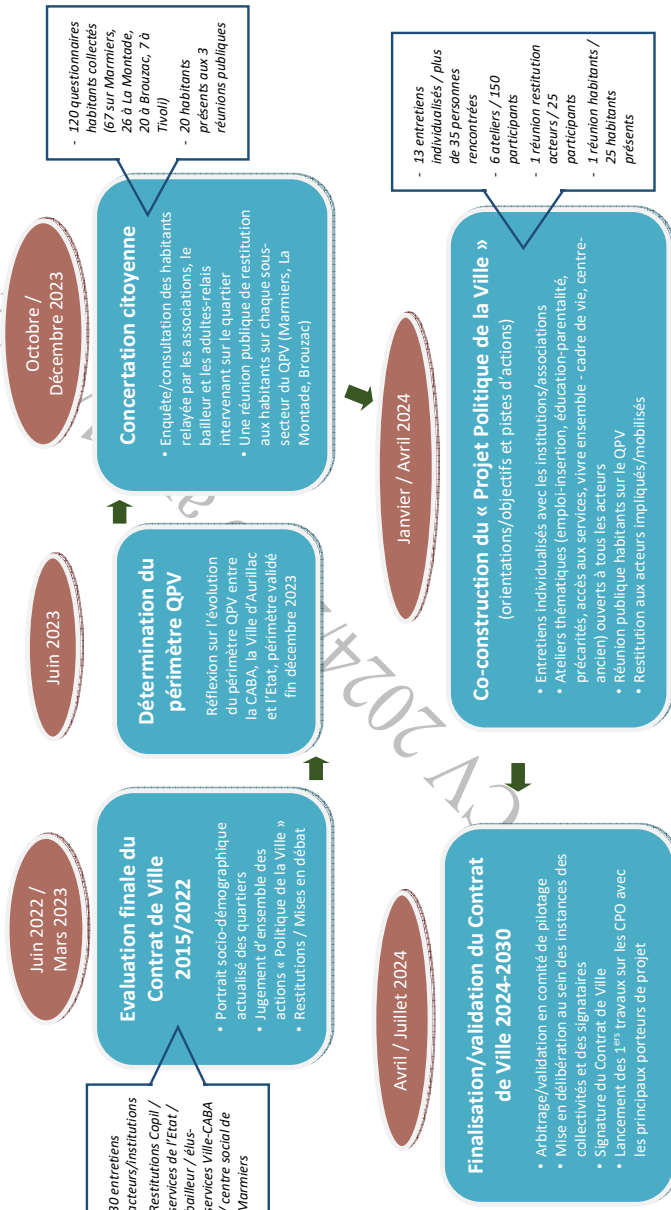 Juin 2022 /
Mars 2023
Evaluation finale du
Contrat de Ville
2015/2022
• Portrait socio-démographique
actualisé des quartiers
• Jugement d'ensemble des
actions « Politique de la Ville »
• Restitutions / Mises en débat
30 entretiens
acteurs/institutions
Restitutions Copil /
services de l'Etat /
bailleur / élus-
services Ville-CABA
/ centre social de
Marmiers
Juin 2023
Détermination du
périmètre QPV
Réflexion sur l'évolution
du périmètre QPV entre
la CABA, la Ville d'Aurillac
et l'Etat, périmètre validé
fin décembre 2023
Octobre /
Décembre 2023
Concertation citoyenne
• Enquête/consultation des habitants
relayée par les associations, le
bailleur et les adultes-relais
intervenant sur le quartier
• Une réunion publique de restitution
aux habitants sur chaque sous-
secteur du QPV (Marmiers, La
Montade, Brouzac)
- 120 questionnaires
habitants collectés
(67 sur Marmiers,
26 à La Montade,
20 à Brouzac, 7 à
Tivoli)
- 20 habitants
présents aux 3
réunions publiques
Avril / Juillet 2024
Finalisation/validation du Contrat
de Ville 2024-2030
• Arbitrage/validation en comité de pilotage
• Mise en délibération au sein des instances des
collectivités et des signataires
• Signature du Contrat de Ville
• Lancement des 1ers travaux sur les CPO avec
les principaux porteurs de projet
Janvier / Avril 2024
Co-construction du « Projet Politique de la Ville »
(orientations/objectifs et pistes d'actions)
• Entretiens individualisés avec les institutions/associations
• Ateliers thématiques (emploi-insertion, éducation-parentalité,
précarités, accès aux services, vivre ensemble - cadre de vie, centre-
ancien) ouverts à tous les acteurs
• Réunion publique habitants sur le QPV
• Restitution aux acteurs impliqués/mobilisés
- 13 entretiens
individualisés / plus
de 35 personnes
rencontrées
- 6 ateliers / 150
participants
- 1 réunion restitution
acteurs / 25
participants
- 1 réunion habitants /
25 habitants
présents
CV 2024/